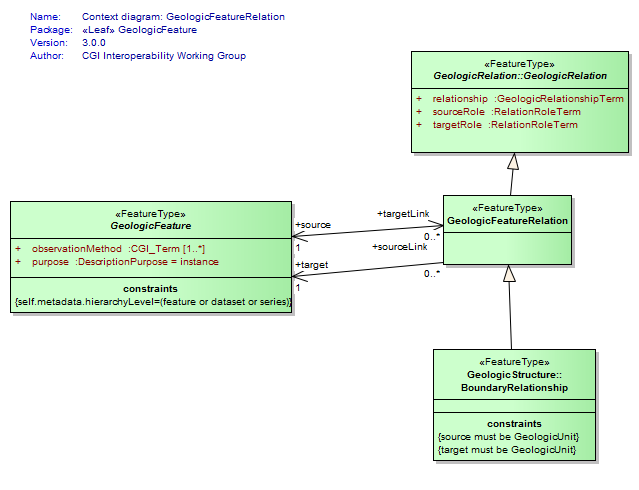 Name: Context diagram: GeologicFeatureRelation
Package: «Leaf» GeologicFeature
Version: 3.0.0
Author: CGI Interoperability Working Group
«FeatureType»
GeologicRelation::GeologicRelation
+ relationship :GeologicRelationshipTerm
+ sourceRole :RelationRoleTerm
+ targetRole :RelationRoleTerm
«FeatureType»
GeologicFeature
+ observationMethod :CGI_Term [1..*]
+ purpose :DescriptionPurpose = instance
constraints
{self.metadata.hierarchyLevel=(feature or dataset or series)}
+source
1
+targetLink
0..*
+target
1
+sourceLink
0..*
«FeatureType»
GeologicFeatureRelation
«FeatureType»
GeologicStructure::
BoundaryRelationship
constraints
{source must be GeologicUnit}
{target must be GeologicUnit}